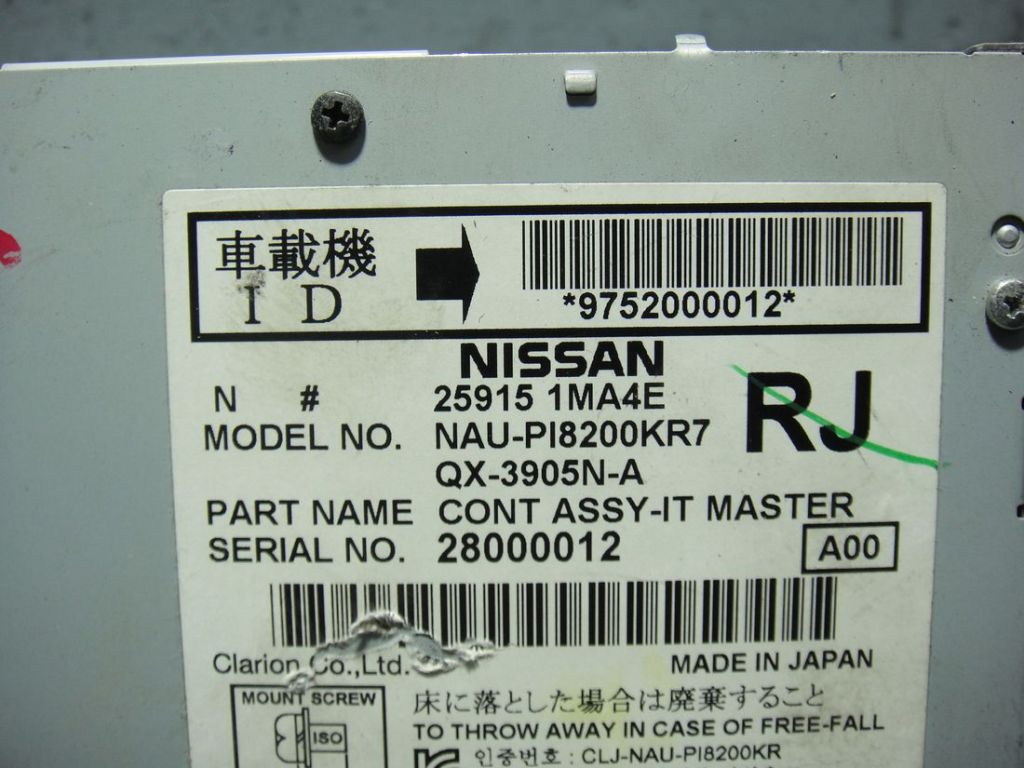 車載機
I D
*9752000012*
NISSAN
N # 25915 1MA4E
RJ
MODEL NO. NAU-PI8200KR7
QX-3905N-A
PART NAME CONT ASSY-IT MASTER
SERIAL NO. 28000012
A00
Clarion Co.,Ltd.
MADE IN JAPAN
MOUNT SCREW
ISO
床に落とした場合は廃棄すること
TO THROW AWAY IN CASE OF FREE-FALL
인증번호 : CLJ-NAU-PI8200KR